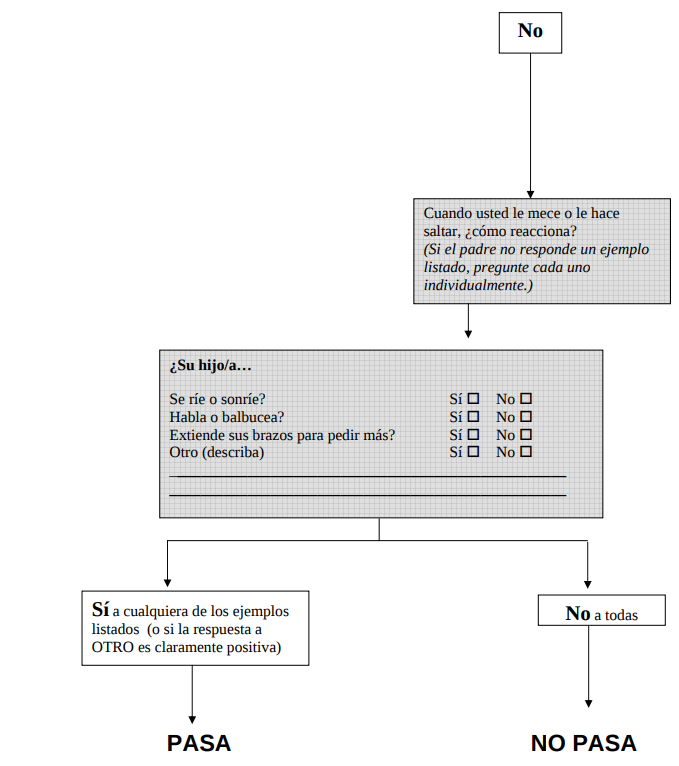 No
Cuando usted le mece o le hace
saltar, ¿cómo reacciona?
(Si el padre no responde un ejemplo
listado, pregunte cada uno
individualmente.)
¿Su hijo/a…
Se ríe o sonríe? Sí ☐ No ☐
Habla o balbucea? Sí ☐ No ☐
Extiende sus brazos para pedir más? Sí ☐ No ☐
Otro (describa) Sí ☐ No ☐
Sí a cualquiera de los ejemplos
listados (o si la respuesta a
OTRO es claramente positiva)
No a todas
PASA
NO PASA